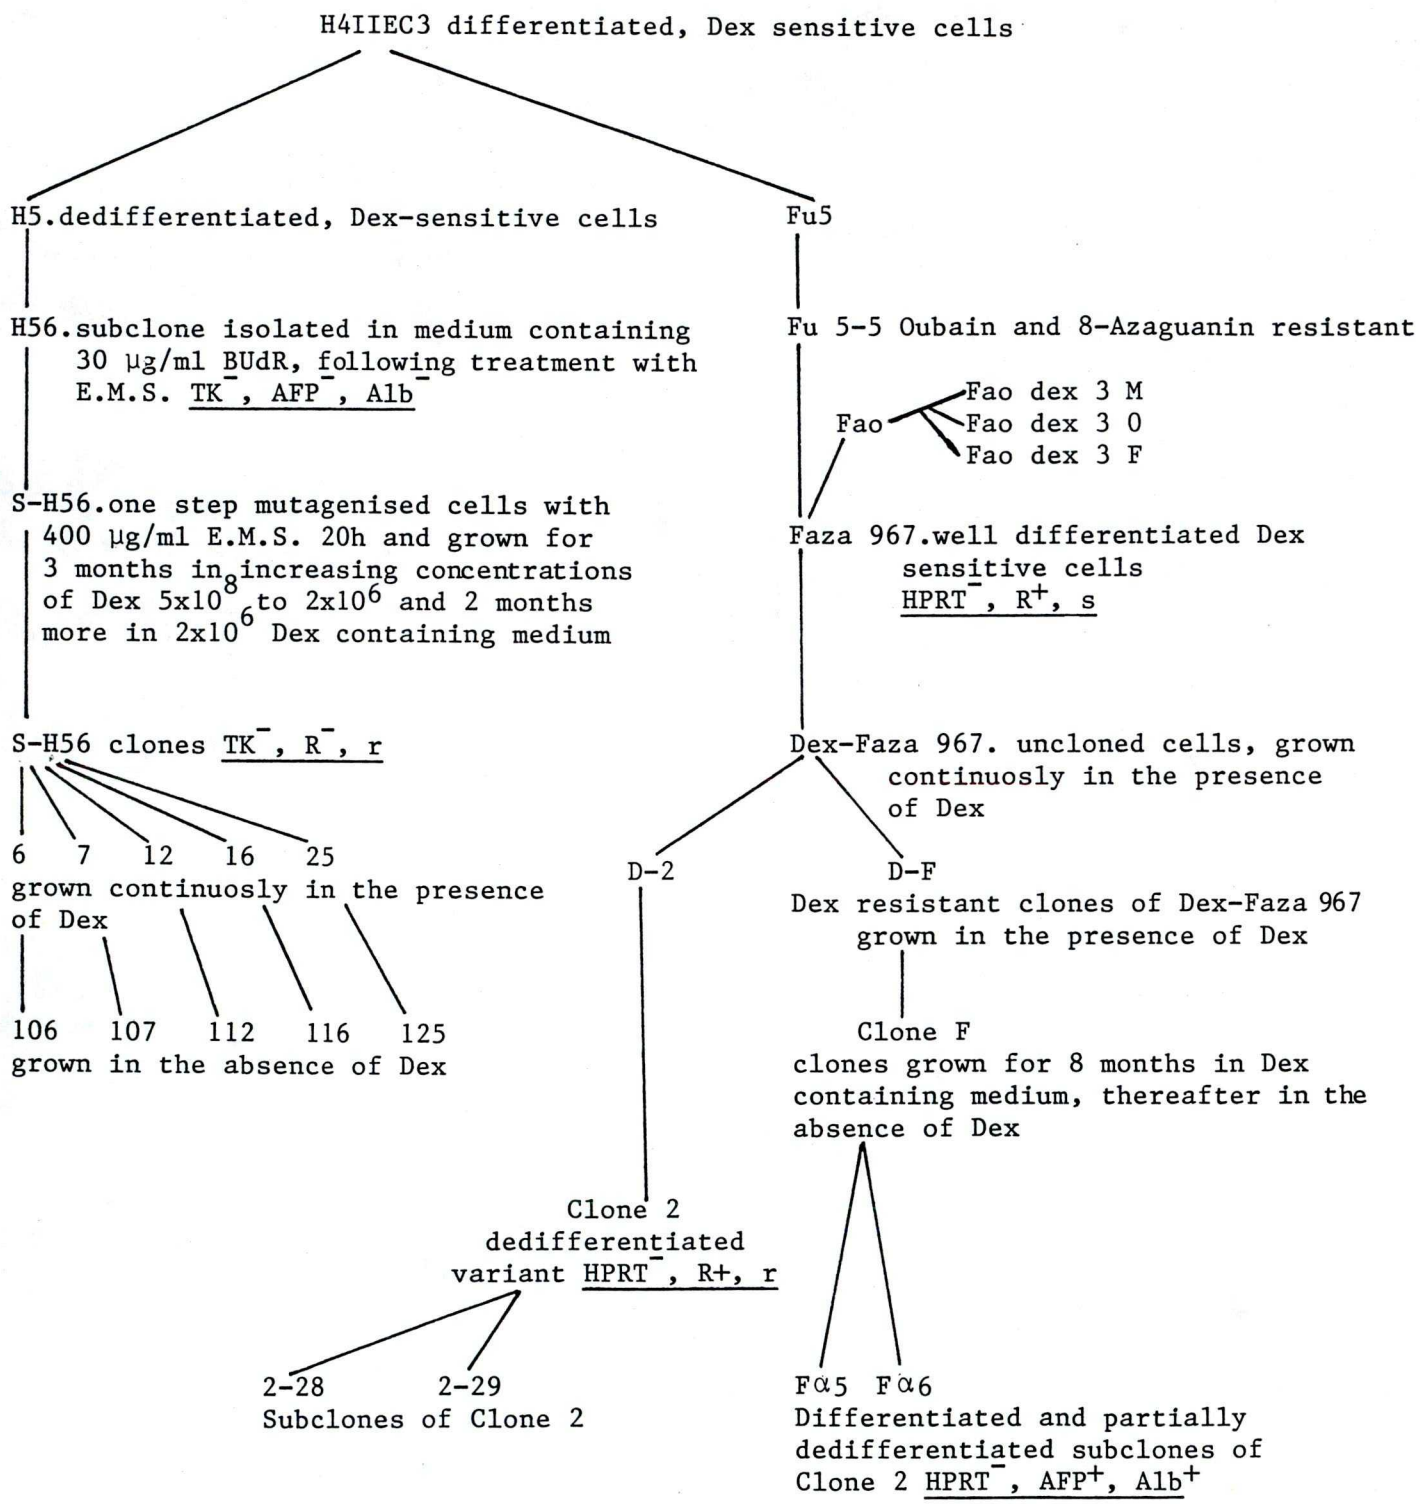 H4IIEC3 differentiated, Dex sensitive cells
H5.dedifferentiated, Dex-sensitive cells
Fu5
H56.subclone isolated in medium containing
30 µg/ml BUdR, following treatment with
E.M.S. TK⁻, AFP⁻, Alb⁻
Fu 5-5 Oubain and 8-Azaguanin resistant
Fao
Fao dex 3 M
Fao dex 3 O
Fao dex 3 F
S-H56.one step mutagenised cells with
400 µg/ml E.M.S. 20h and grown for
3 months in increasing concentrations
of Dex 5x10⁸ to 2x10⁶ and 2 months
more in 2x10⁶ Dex containing medium
Faza 967.well differentiated Dex
sensitive cells
HPRT⁻, R⁺, s
S-H56 clones TK⁻, R⁻, r
6 7 12 16 25
grown continuosly in the presence
of Dex
106 107 112 116 125
grown in the absence of Dex
Dex-Faza 967. uncloned cells, grown
continuosly in the presence
of Dex
D-2
D-F
Dex resistant clones of Dex-Faza 967
grown in the presence of Dex
Clone F
clones grown for 8 months in Dex
containing medium, thereafter in the
absence of Dex
Clone 2
dedifferentiated
variant HPRT⁻, R+, r
2-28 2-29
Subclones of Clone 2
Fα5 Fα6
Differentiated and partially
dedifferentiated subclones of
Clone 2 HPRT⁻, AFP⁺, Alb⁺